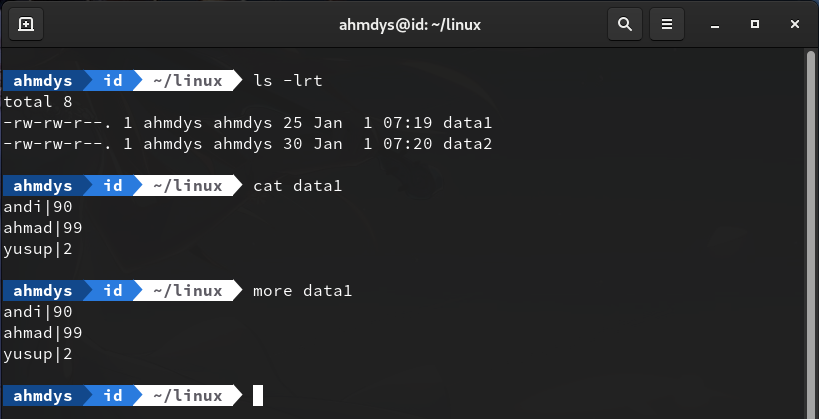 ahmdys@id: ~/linux
ahmdys id ~/linux ls -lrt
total 8
-rw-rw-r--. 1 ahmdys ahmdys 25 Jan  1 07:19 data1
-rw-rw-r--. 1 ahmdys ahmdys 30 Jan  1 07:20 data2
ahmdys id ~/linux cat data1
andi|90
ahmad|99
yusup|2
ahmdys id ~/linux more data1
andi|90
ahmad|99
yusup|2
ahmdys id ~/linux